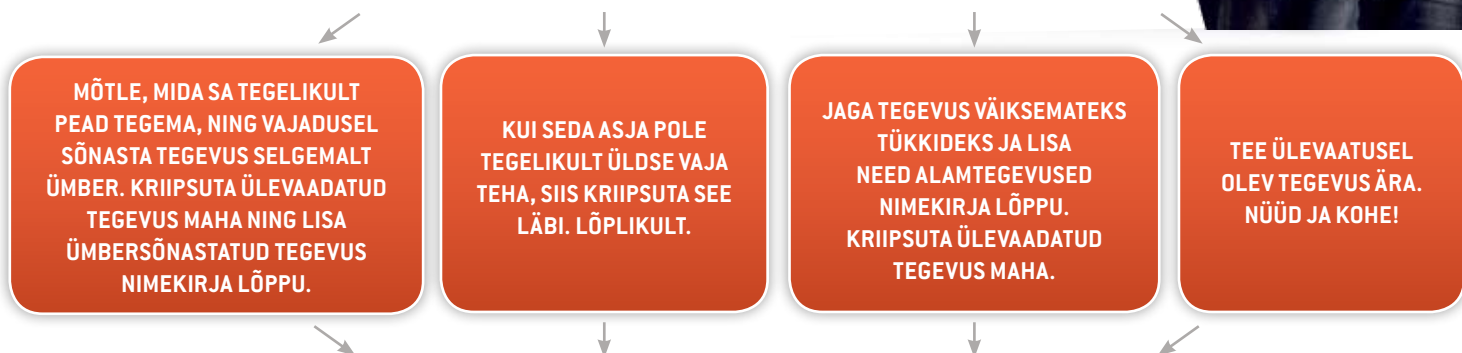 MÕTLE, MIDA SA TEGELIKULT
PEAD TEGEMA, NING VAJADUSEL
SÕNASTA TEGEVUS SELGEMALT
ÜMBER. KRIIPSUTA ÜLEVAADATUD
TEGEVUS MAHA NING LISA
ÜMBERSÕNASTATUD TEGEVUS
NIMEKIRJA LÕPPU.
KUI SEDA ASJA POLE
TEGELIKULT ÜLDSE VAJA
TEHA, SIIS KRIIPSUTA SEE
LÄBI. LÕPLIKULT.
JAGA TEGEVUS VÄIKSEMATEKS
TÜKKIDEKS JA LISA
NEED ALAMTEGEVUSED
NIMEKIRJA LÕPPU.
KRIIPSUTA ÜLEVAADATUD
TEGEVUS MAHA.
TEE ÜLEVAATUSEL
OLEV TEGEVUS ÄRA.
NÜÜD JA KOHE!